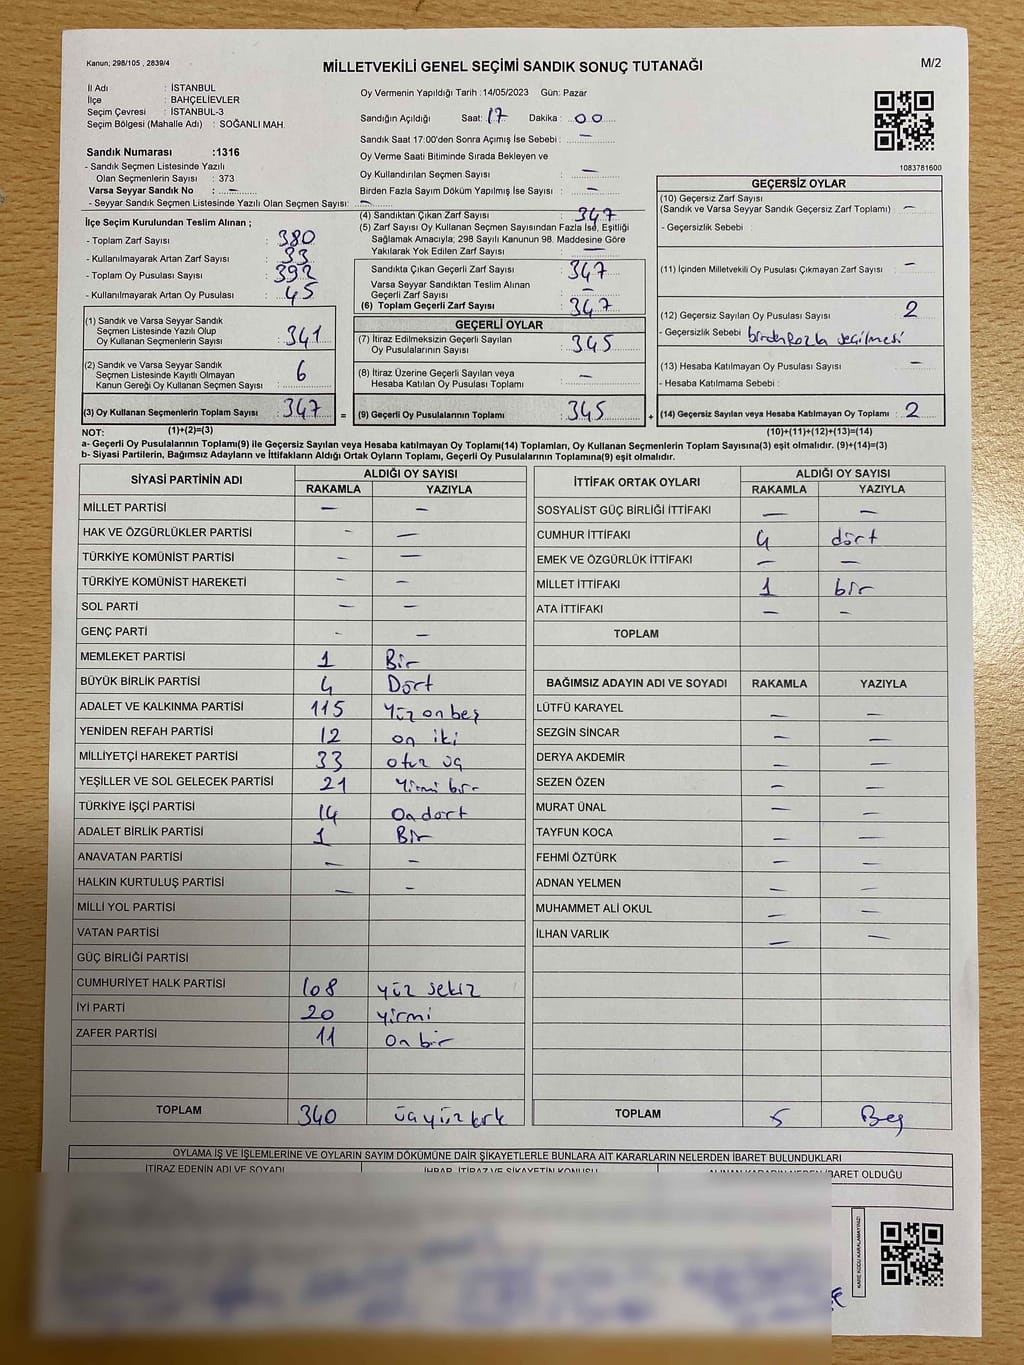 Kanun; 298/105 , 2839/4
MİLLETVEKİLİ GENEL SEÇİMİ SANDIK SONUÇ TUTANAĞI
M/2
İl Adı : İSTANBUL
İlçe : BAHÇELİEVLER
Seçim Çevresi : İSTANBUL-3
Seçim Bölgesi (Mahalle Adı) : SOĞANLI MAH.
Sandık Numarası :1316
- Sandık Seçmen Listesinde Yazılı
Olan Seçmenlerin Sayısı : 373
Varsa Seyyar Sandık No : —
- Seyyar Sandık Seçmen Listesinde Yazılı Olan Seçmen Sayısı: —
Oy Vermenin Yapıldığı Tarih :14/05/2023 Gün: Pazar
Sandığın Açıldığı Saat: 17 Dakika : 00
Sandık Saat 17:00'den Sonra Açımış İse Sebebi : —
Oy Verme Saati Bitiminde Sırada Bekleyen ve
Oy Kullandırılan Seçmen Sayısı : —
Birden Fazla Sayım Döküm Yapılmış İse Sayısı : —
1083781600
İlçe Seçim Kurulundan Teslim Alınan ;
- Toplam Zarf Sayısı : 380
- Kullanılmayarak Artan Zarf Sayısı : 33
- Toplam Oy Pusulası Sayısı : 392
- Kullanılmayarak Artan Oy Pusulası : 45
(1) Sandık ve Varsa Seyyar Sandık
Seçmen Listesinde Yazılı Olup
Oy Kullanan Seçmenlerin Sayısı : 341
(2) Sandık ve Varsa Seyyar Sandık
Seçmen Listesinde Kayıtlı Olmayan
Kanun Gereği Oy Kullanan Seçmen Sayısı : 6
(3) Oy Kullanan Seçmenlerin Toplam Sayısı : 347 =
(4) Sandıktan Çıkan Zarf Sayısı : 347
(5) Zarf Sayısı Oy Kullanan Seçmen Sayısından Fazla İse, Eşitliği
Sağlamak Amacıyla; 298 Sayılı Kanunun 98. Maddesine Göre
Yakılarak Yok Edilen Zarf Sayısı : —
Sandıkta Çıkan Geçerli Zarf Sayısı : 347
Varsa Seyyar Sandıktan Teslim Alınan
Geçerli Zarf Sayısı : —
(6) Toplam Geçerli Zarf Sayısı : 347
GEÇERLİ OYLAR
(7) İtiraz Edilmeksizin Geçerli Sayılan
Oy Pusulalarının Sayısı : 345
(8) İtiraz Üzerine Geçerli Sayılan veya
Hesaba Katılan Oy Pusulası Toplamı : —
(9) Geçerli Oy Pusulalarının Toplamı : 345 +
GEÇERSİZ OYLAR
(10) Geçersiz Zarf Sayısı
(Sandık ve Varsa Seyyar Sandık Geçersiz Zarf Toplamı) : —
- Geçersizlik Sebebi :
(11) İçinden Milletvekili Oy Pusulası Çıkmayan Zarf Sayısı : —
(12) Geçersiz Sayılan Oy Pusulası Sayısı : 2
- Geçersizlik Sebebi : birden fazla seçilmesi
(13) Hesaba Katılmayan Oy Pusulası Sayısı : —
- Hesaba Katılmama Sebebi :
(14) Geçersiz Sayılan veya Hesaba Katılmayan Oy Toplamı : 2
NOT: (1)+(2)=(3) (10)+(11)+(12)+(13)=(14)
a- Geçerli Oy Pusulalarının Toplamı(9) ile Geçersiz Sayılan veya Hesaba katılmayan Oy Toplamı(14) Toplamları, Oy Kullanan Seçmenlerin Toplam Sayısına(3) eşit olmalıdır. (9)+(14)=(3)
b- Siyasi Partilerin, Bağımsız Adayların ve İttifakların Aldığı Ortak Oyların Toplamı, Geçerli Oy Pusulalarının Toplamına(9) eşit olmalıdır.
SİYASİ PARTİNİN ADI ALDIĞI OY SAYISI
RAKAMLA YAZIYLA
MİLLET PARTİSİ — —
HAK VE ÖZGÜRLÜKLER PARTİSİ - —
TÜRKİYE KOMÜNİST PARTİSİ - —
TÜRKİYE KOMÜNİST HAREKETİ - —
SOL PARTİ — —
GENÇ PARTİ - —
MEMLEKET PARTİSİ 1 Bir
BÜYÜK BİRLİK PARTİSİ 4 Dört
ADALET VE KALKINMA PARTİSİ 115 Yüz on beş
YENİDEN REFAH PARTİSİ 12 on iki
MİLLİYETÇİ HAREKET PARTİSİ 33 otuz üç
YEŞİLLER VE SOL GELECEK PARTİSİ 21 Yirmi bir
TÜRKİYE İŞÇİ PARTİSİ 14 On dört
ADALET BİRLİK PARTİSİ 1 Bir
ANAVATAN PARTİSİ — —
HALKIN KURTULUŞ PARTİSİ — —
MİLLİ YOL PARTİSİ
VATAN PARTİSİ
GÜÇ BİRLİĞİ PARTİSİ
CUMHURİYET HALK PARTİSİ 108 yüz sekiz
İYİ PARTİ 20 yirmi
ZAFER PARTİSİ 11 On bir
TOPLAM 340 üçyüz kırk
İTTİFAK ORTAK OYLARI ALDIĞI OY SAYISI
RAKAMLA YAZIYLA
SOSYALİST GÜÇ BİRLİĞİ İTTİFAKI — —
CUMHUR İTTİFAKI 4 dört
EMEK VE ÖZGÜRLÜK İTTİFAKI — —
MİLLET İTTİFAKI 1 bir
ATA İTTİFAKI — —
TOPLAM
BAĞIMSIZ ADAYIN ADI VE SOYADI RAKAMLA YAZIYLA
LÜTFÜ KARAYEL — —
SEZGİN SİNCAR — —
DERYA AKDEMİR — —
SEZEN ÖZEN — —
MURAT ÜNAL — —
TAYFUN KOCA — —
FEHMİ ÖZTÜRK — —
ADNAN YELMEN — —
MUHAMMET ALİ OKUL — —
İLHAN VARLIK — —
TOPLAM 5 Beş
OYLAMA İŞ VE İŞLEMLERİNE VE OYLARIN SAYIM DÖKÜMÜNE DAİR ŞİKAYETLERLE BUNLARA AİT KARARLARIN NELERDEN İBARET BULUNDUKLARI
İTİRAZ EDENİN ADI VE SOYADI İHBAR, İTİRAZ VE ŞİKAYETİN KONUSU ALINAN KARARIN NEDEN İBARET OLDUĞU
KARE KODU KARALAMAYINIZ!